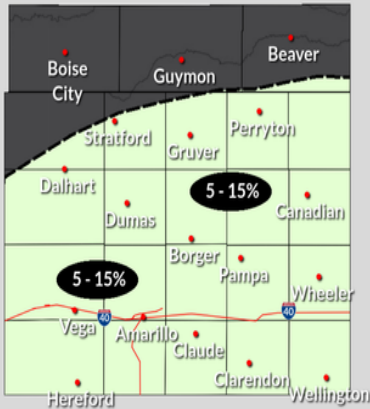 Beaver
Boise
City
Guymon
Stratford
Perryton
Gruver
Dalhart
5 - 15%
Dumas
Canadian
Borger
Pampa
5 - 15%
Wheeler
Vega
40
Amarillo
40
Claude
Clarendon
Hereford
Wellington